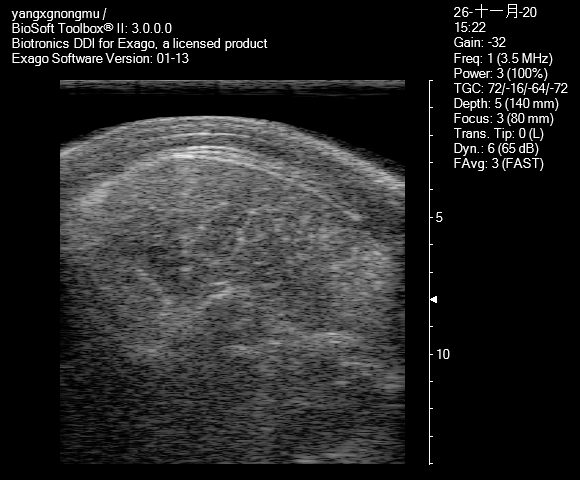 yangxgnongmu /
BioSoft Toolbox® II: 3.0.0.0
Biotronics DDI for Exago, a licensed product
Exago Software Version: 01-13
26-十一月-20
15:22
Gain: -32
Freq: 1 (3.5 MHz)
Power: 3 (100%)
TGC: 72/-16/-64/-72
Depth: 5 (140 mm)
Focus: 3 (80 mm)
Trans. Tip: 0 (L)
Dyn.: 6 (65 dB)
FAvg: 3 (FAST)
5
10